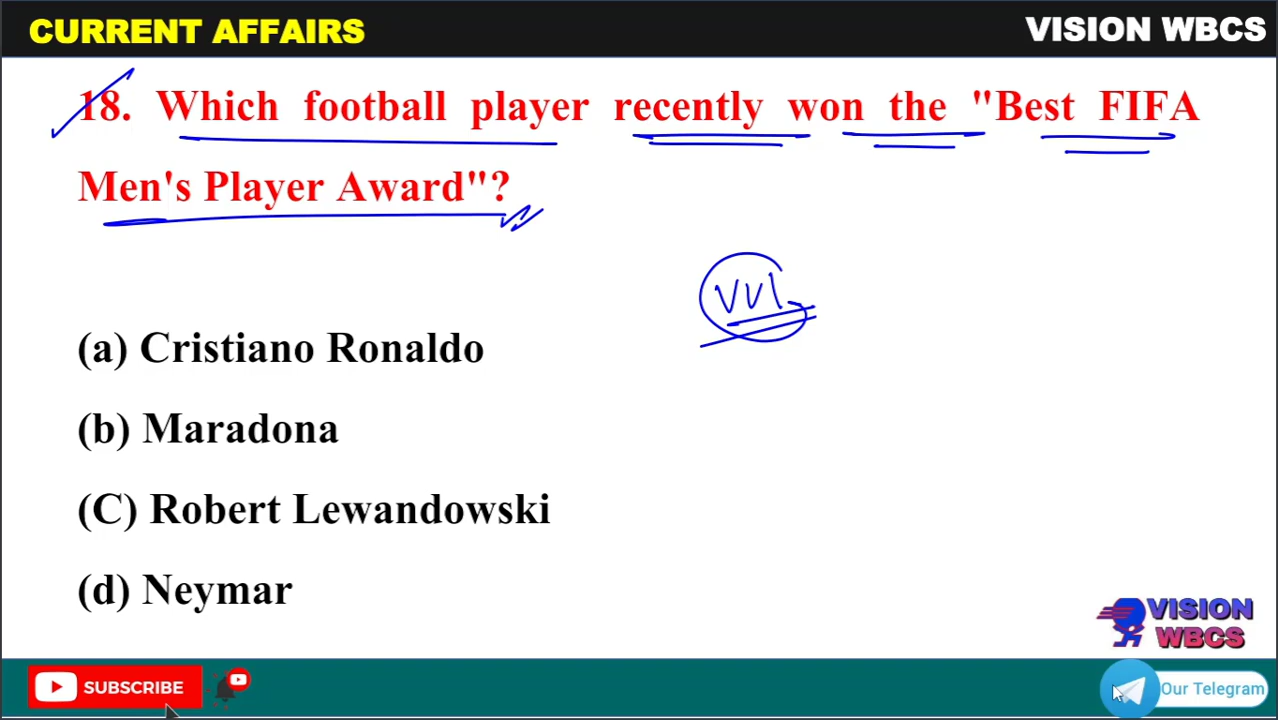 CURRENT AFFAIRS
VISION WBCS
18. Which football player recently won the "Best FIFA
Men's Player Award"?
VVI
(a) Cristiano Ronaldo
(b) Maradona
(C) Robert Lewandowski
(d) Neymar
VISION
WBCS
SUBSCRIBE
Our Telegram